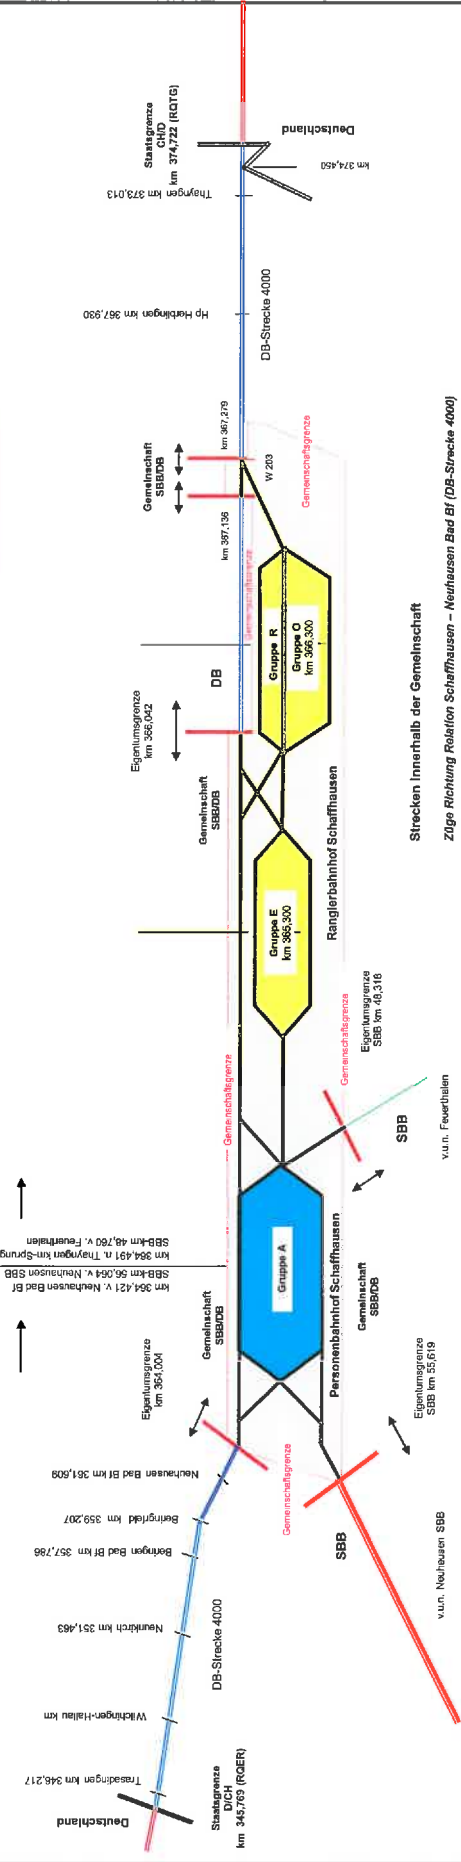 Deutschland
Staatsgrenze
D/CH
km 345,769 (RQER)
Trasadingen km 346,217
Wilchingen-Hallau km
Neunkirch km 351,463
DB-Strecke 4000
Beringen Bad Bf km 357,786
Beringfeld km 359,207
Neuhausen Bad Bf km 361,609
Eigentumsgrenze
km 364,004
Gemeinschaft
SBB/DB
Gemeinschaftsgrenze
SBB
v.u.n. Neuhausen SBB
Eigentumsgrenze
SBB km 55,619
km 364,421 v. Neuhausen Bad Bf
SBB-km 56,064 v. Neuhausen SBB
km 364,491 n. Thayngen km-Sprung
SBB-km 48,760 v. Feuerthalen
Gruppe A
Personenbahnhof Schaffhausen
Gemeinschaft
SBB/DB
Gemeinschaftsgrenze
SBB
v.u.n. Feuerthalen
Gemeinschaftsgrenze
Eigentumsgrenze
SBB km 48,318
Gruppe E
km 365,300
Rangierbahnhof Schaffhausen
Gemeinschaft
SBB/DB
Eigentumsgrenze
km 366,042
DB
Gruppe R
Gruppe O
km 366,300
Gemeinschaftsgrenze
km 367,136
Gemeinschaft
SBB/DB
km 367,279
W 203
Gemeinschaftsgrenze
Hp Herblingen km 367,930
DB-Strecke 4000
Thayngen km 373,013
Staatsgrenze
CH/D
km 374,722 (RQTG)
Deutschland
km 374,450
Strecken innerhalb der Gemeinschaft
Züge Richtung Relation Schaffhausen – Neuhausen Bad Bf (DB-Strecke 4000)